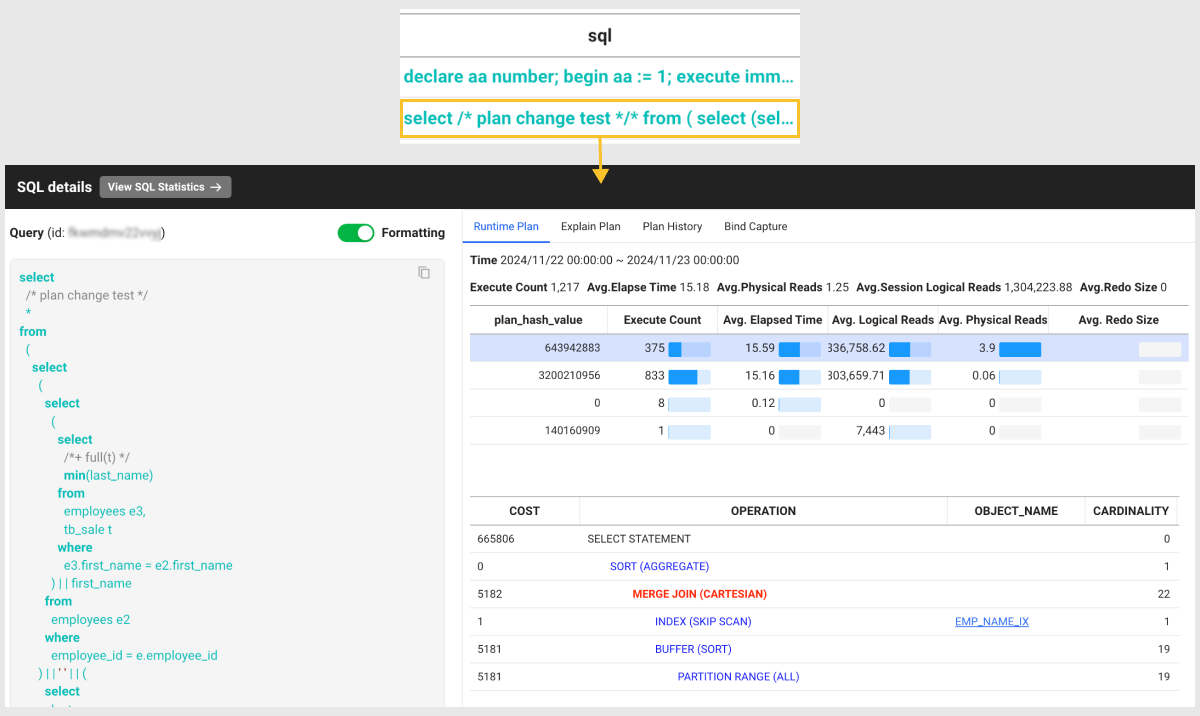 sql
declare aa number; begin aa := 1; execute imm...
select /* plan change test */* from ( select (sel...
SQL details View SQL Statistics →
Query (id: ) Formatting
select
/* plan change test */
*
from
(
select
(
select
(
select
/*+ full(t) */
min(last_name)
from
employees e3,
tb_sale t
where
e3.first_name = e2.first_name
) || first_name
from
employees e2
where
employee_id = e.employee_id
) || ' ' || (
select
Runtime Plan Explain Plan Plan History Bind Capture
Time 2024/11/22 00:00:00 ~ 2024/11/23 00:00:00
Execute Count 1,217 Avg.Elapse Time 15.18 Avg.Physical Reads 1.25 Avg.Session Logical Reads 1,304,223.88 Avg.Redo Size 0
plan_hash_value Execute Count Avg. Elapsed Time Avg. Logical Reads Avg. Physical Reads Avg. Redo Size
643942883 375 15.59 336,758.62 3.9
3200210956 833 15.16 303,659.71 0.06
0 8 0.12 0 0
140160909 1 0 7,443 0
COST OPERATION OBJECT_NAME CARDINALITY
665806 SELECT STATEMENT 0
0 SORT (AGGREGATE) 1
5182 MERGE JOIN (CARTESIAN) 22
1 INDEX (SKIP SCAN) EMP_NAME_IX 1
5181 BUFFER (SORT) 19
5181 PARTITION RANGE (ALL) 19